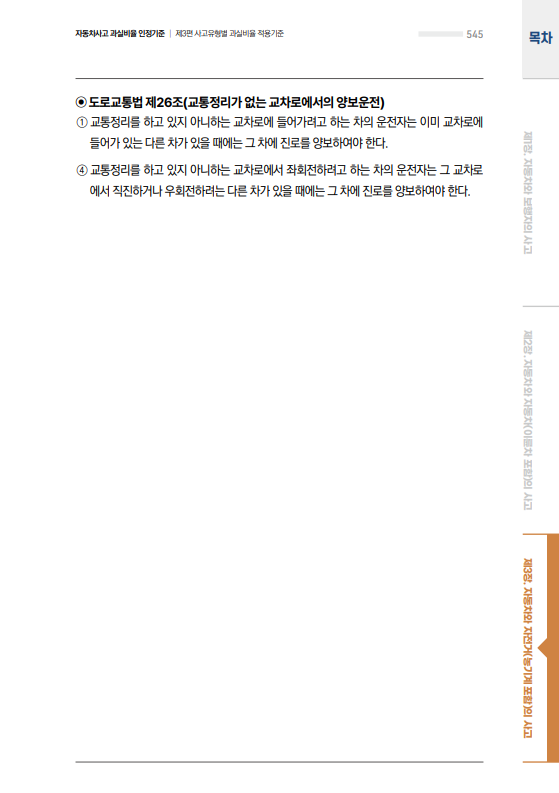 자동차사고 과실비율 인정기준 | 제3편 사고유형별 과실비율 적용기준 545
목차
◉ 도로교통법 제26조(교통정리가 없는 교차로에서의 양보운전)
① 교통정리를 하고 있지 아니하는 교차로에 들어가려고 하는 차의 운전자는 이미 교차로에
들어가 있는 다른 차가 있을 때에는 그 차에 진로를 양보하여야 한다.
④ 교통정리를 하고 있지 아니하는 교차로에서 좌회전하려고 하는 차의 운전자는 그 교차로
에서 직진하거나 우회전하려는 다른 차가 있을 때에는 그 차에 진로를 양보하여야 한다.
제1장. 자동차와 보행자의 사고
제2장. 자동차와 자동차(이륜차 포함)의 사고
제3장. 자동차와 자전거(농기계 포함)의 사고